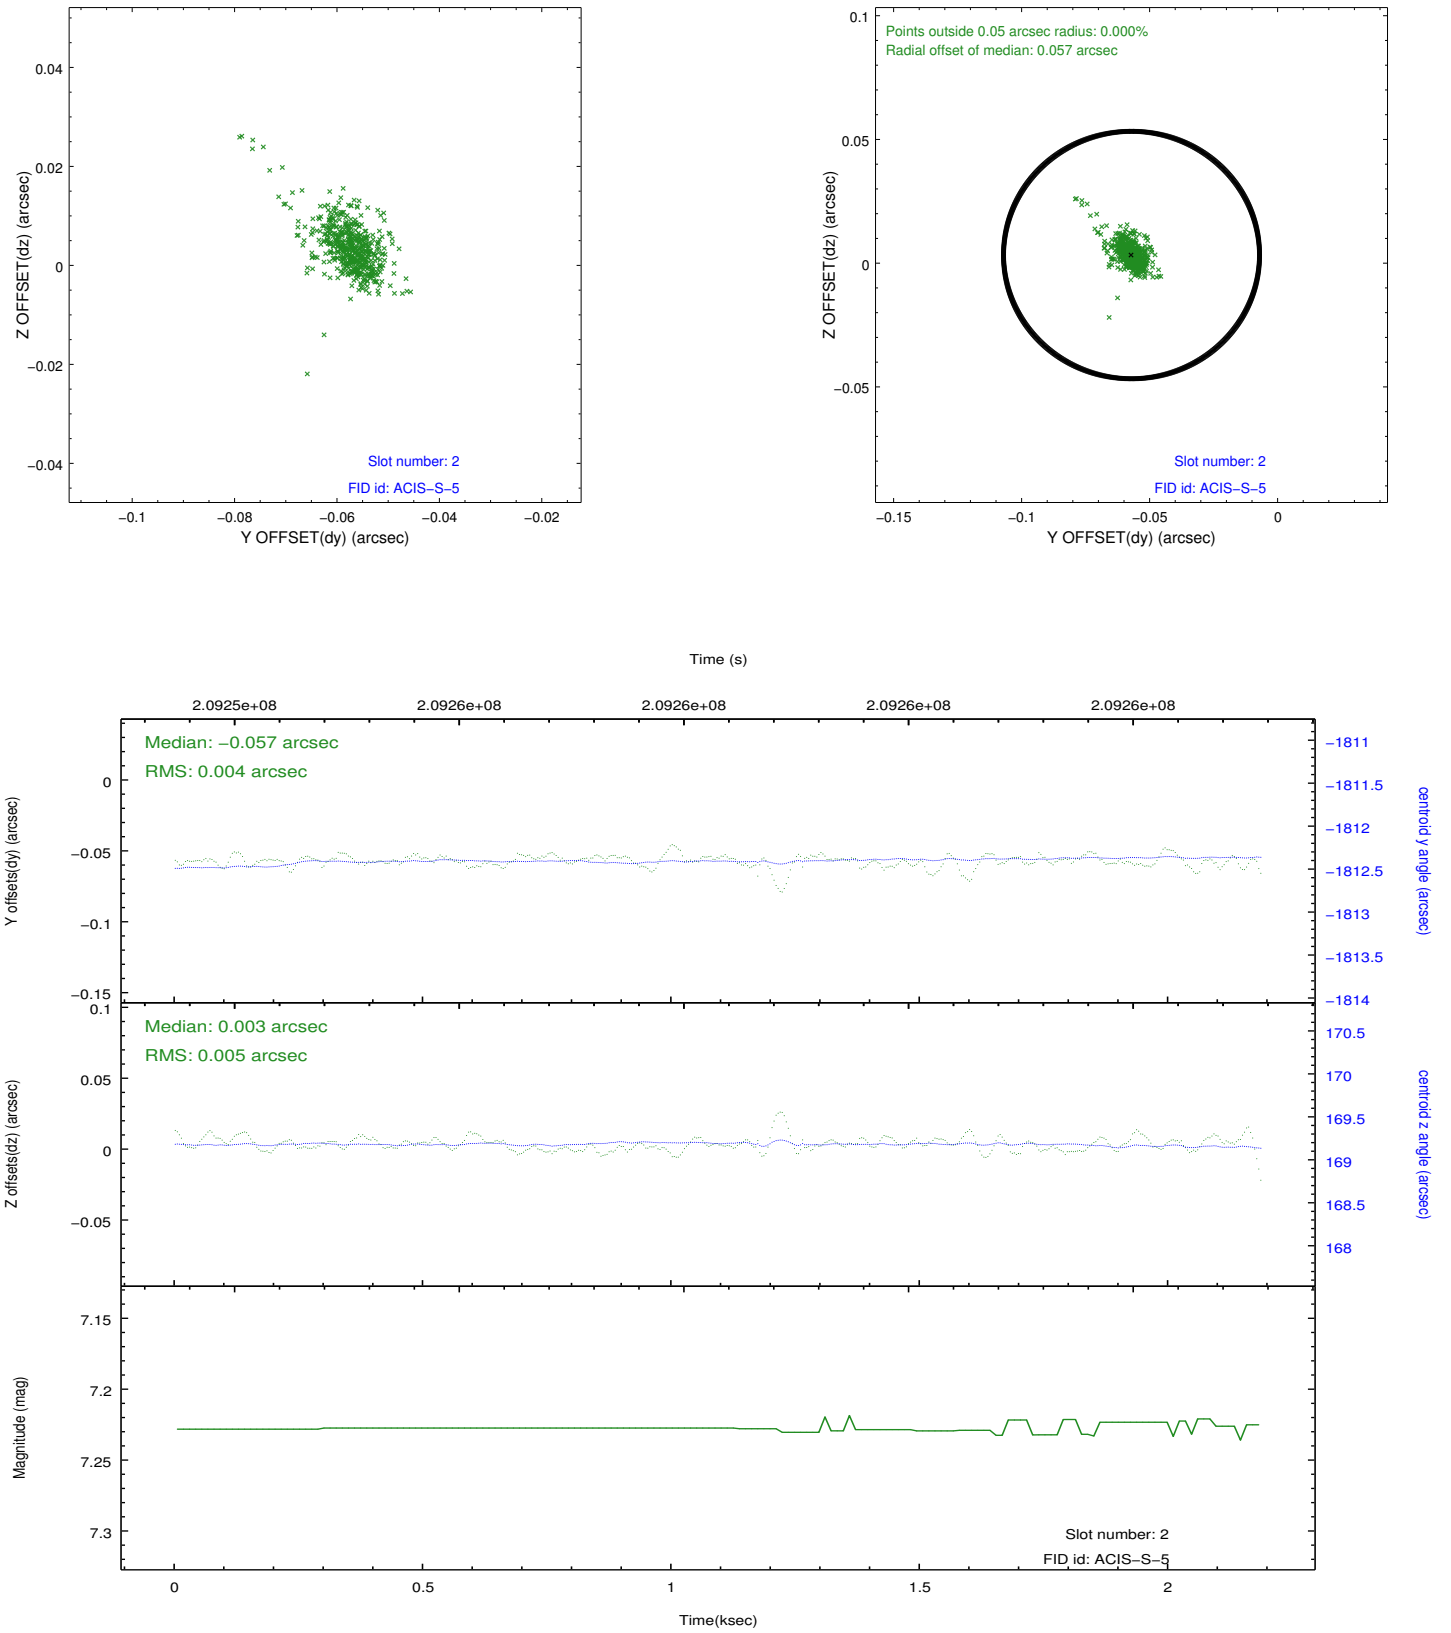 0.04
0.02
0
−0.02
−0.04
Z OFFSET(dz) (arcsec)
Slot number: 2
FID id: ACIS−S−5
−0.1
−0.08
−0.06
−0.04
−0.02
Y OFFSET(dy) (arcsec)
Points outside 0.05 arcsec radius: 0.000%
Radial offset of median: 0.057 arcsec
0.1
0.05
0
−0.05
Z OFFSET(dz) (arcsec)
Slot number: 2
FID id: ACIS−S−5
−0.15
−0.1
−0.05
0
Y OFFSET(dy) (arcsec)
Time (s)
2.0925e+08
2.0926e+08
2.0926e+08
2.0926e+08
2.0926e+08
Median: −0.057 arcsec
RMS: 0.004 arcsec
0
−0.05
−0.1
−0.15
Y offsets(dy) (arcsec)
−1811
−1811.5
−1812
−1812.5
−1813
−1813.5
−1814
centroid y angle (arcsec)
Median: 0.003 arcsec
RMS: 0.005 arcsec
0.1
0.05
0
−0.05
Z offsets(dz) (arcsec)
170.5
170
169.5
169
168.5
168
centroid z angle (arcsec)
7.15
7.2
7.25
7.3
Magnitude (mag)
Slot number: 2
FID id: ACIS−S−5
0
0.5
1
1.5
2
Time(ksec)